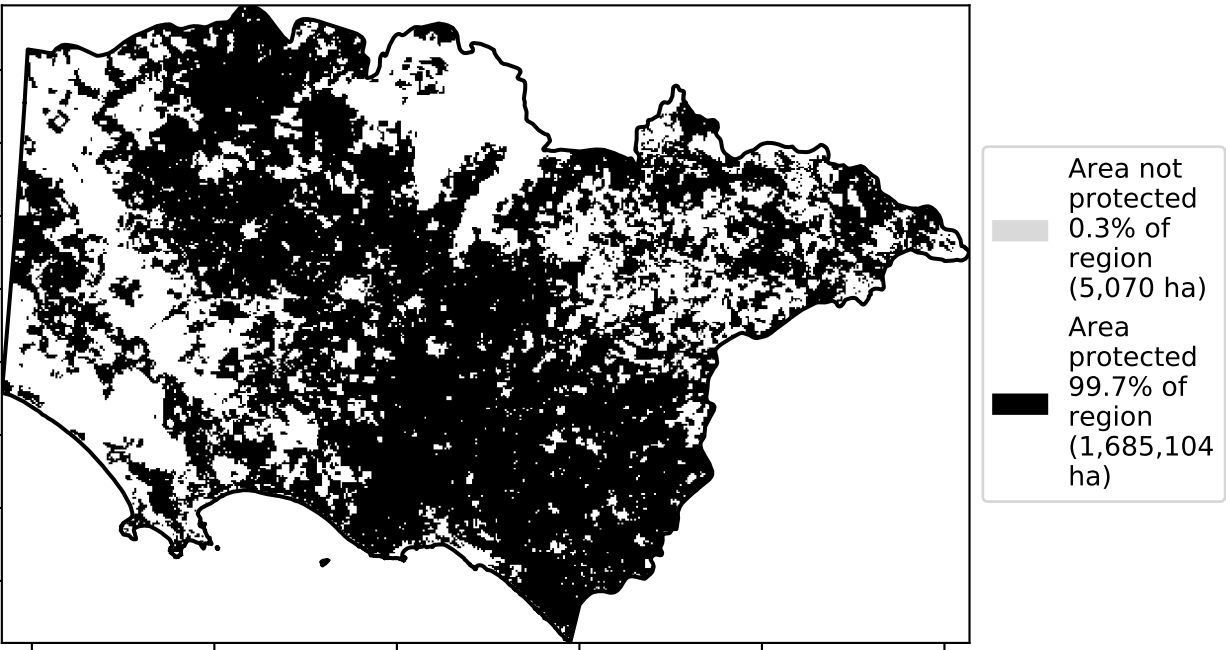 Area not
protected
0.3% of
region
(5,070 ha)
Area
protected
99.7% of
region
(1,685,104
ha)